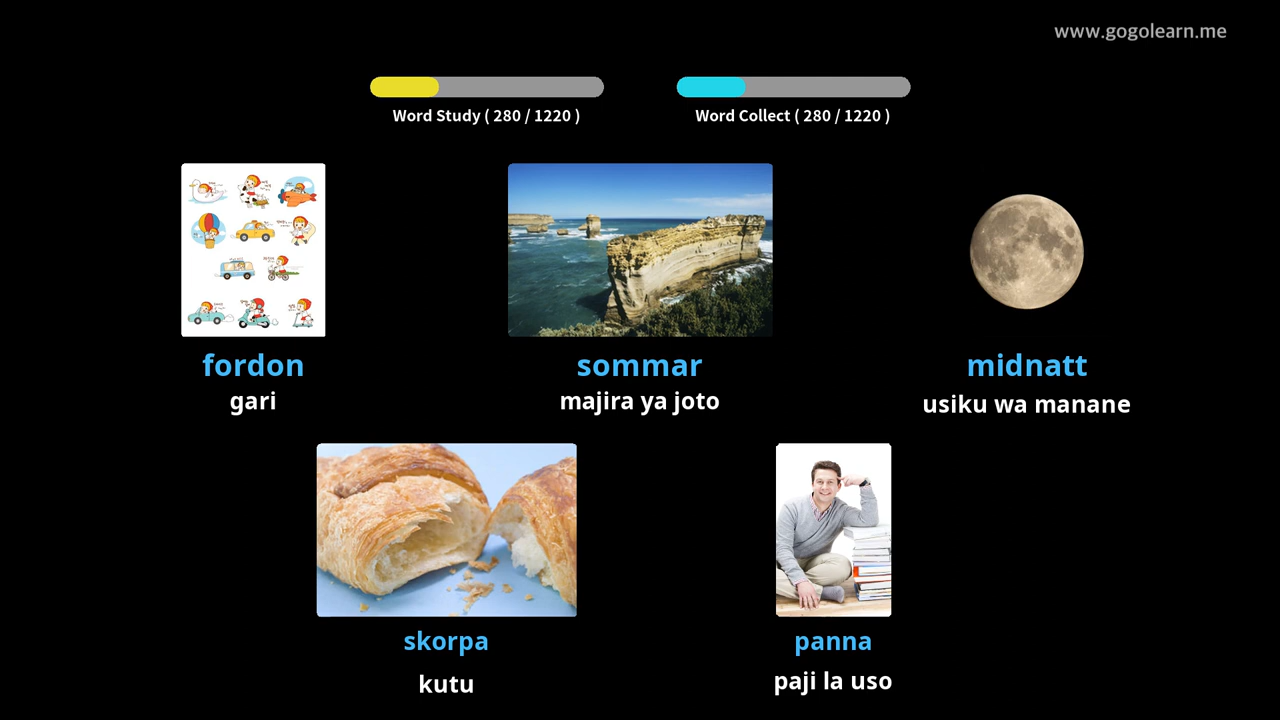 www.gogolearn.me
Word Study ( 280 / 1220 )
Word Collect ( 280 / 1220 )
fordon
gari
sommar
majira ya joto
midnatt
usiku wa manane
skorpa
kutu
panna
paji la uso